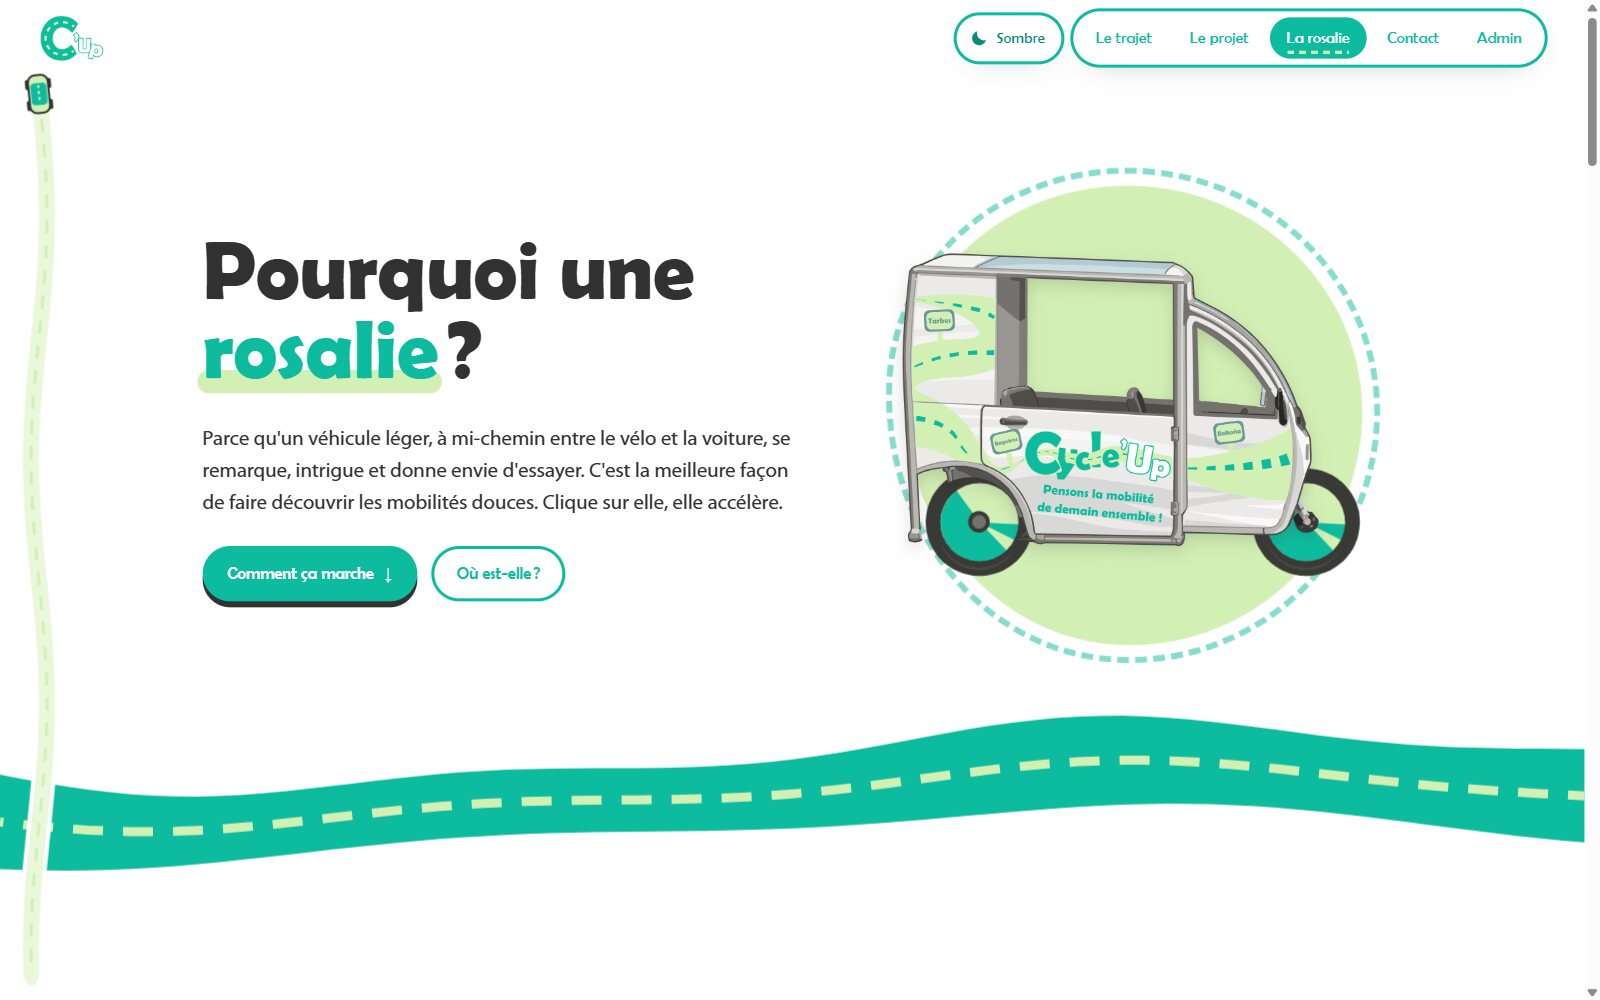 C'Up
Sombre
Le trajet
Le projet
La rosalie
Contact
Admin
Pourquoi une
rosalie ?
Parce qu'un véhicule léger, à mi-chemin entre le vélo et la voiture, se
remarque, intrigue et donne envie d'essayer. C'est la meilleure façon
de faire découvrir les mobilités douces. Clique sur elle, elle accélère.
Comment ça marche ↓
Où est-elle ?
Tarbes
Bagnères
Boltaña
Cycle'Up
Pensons la mobilité
de demain ensemble !